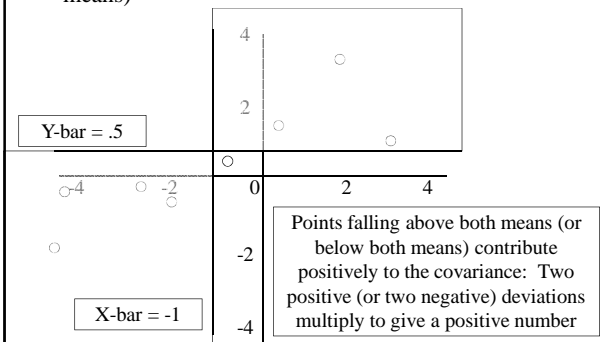 means)
4
2
Y-bar = .5
-4
-2
0
2
4
-2
-4
X-bar = -1
Points falling above both means (or
below both means) contribute
positively to the covariance: Two
positive (or two negative) deviations
multiply to give a positive number